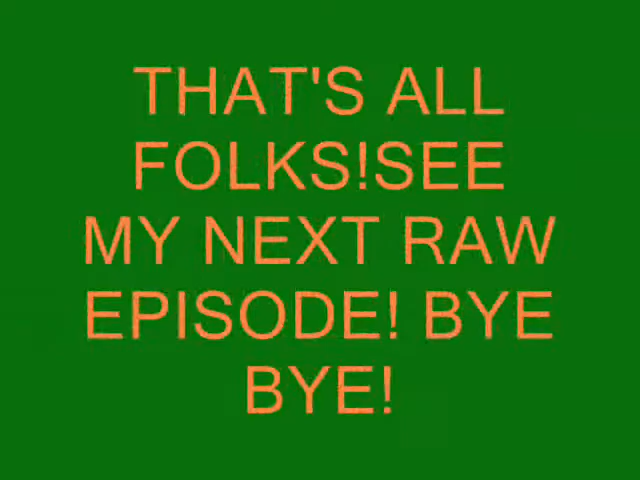 THAT'S ALL
FOLKS!SEE
MY NEXT RAW
EPISODE! BYE
BYE!